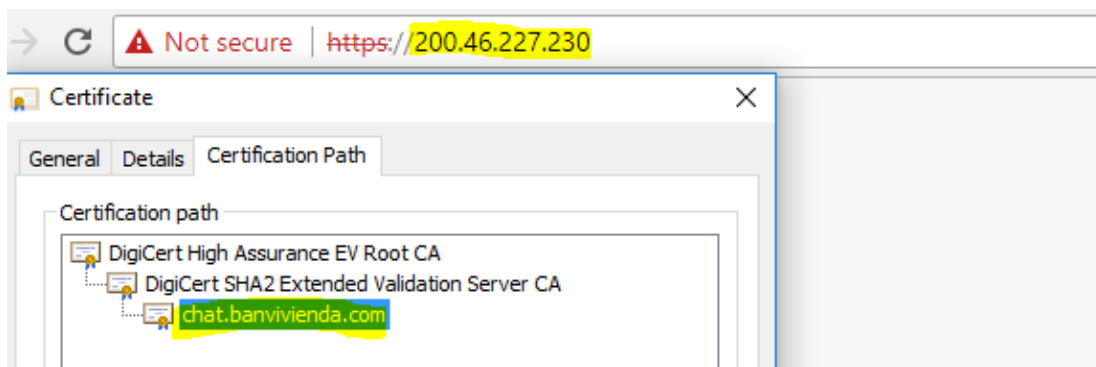 Not secure | https://200.46.227.230
Certificate
General Details Certification Path
Certification path
DigiCert High Assurance EV Root CA
DigiCert SHA2 Extended Validation Server CA
chat.banvivienda.com